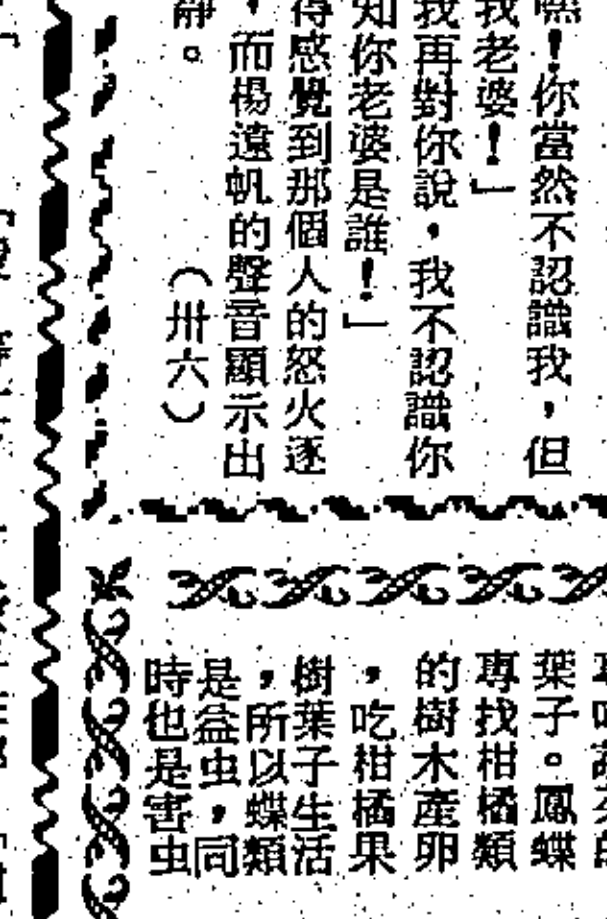 嘿！你當然不認識我，但
我老婆！」
我再對你說，我不認識你
知你老婆是誰！」
得感覺到那個人的怒火逐
，而楊遠帆的聲音顯示出
靜。
（卅六）
葉子。鳳蝶
專找柑橘類
的樹木產卵
，吃柑橘果
樹葉子生活
，所以蝶類
是益虫，同
時也是害虫